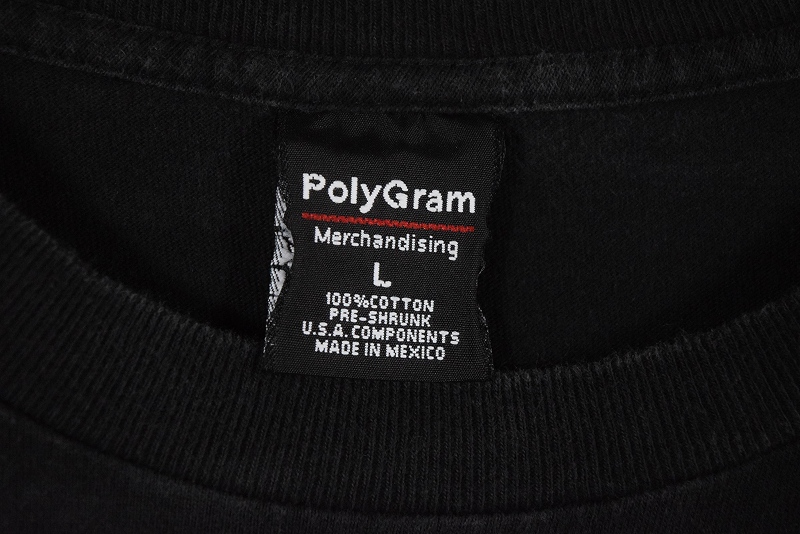 PolyGram
Merchandising
L
100%COTTON
PRE-SHRUNK
U.S.A. COMPONENTS
MADE IN MEXICO